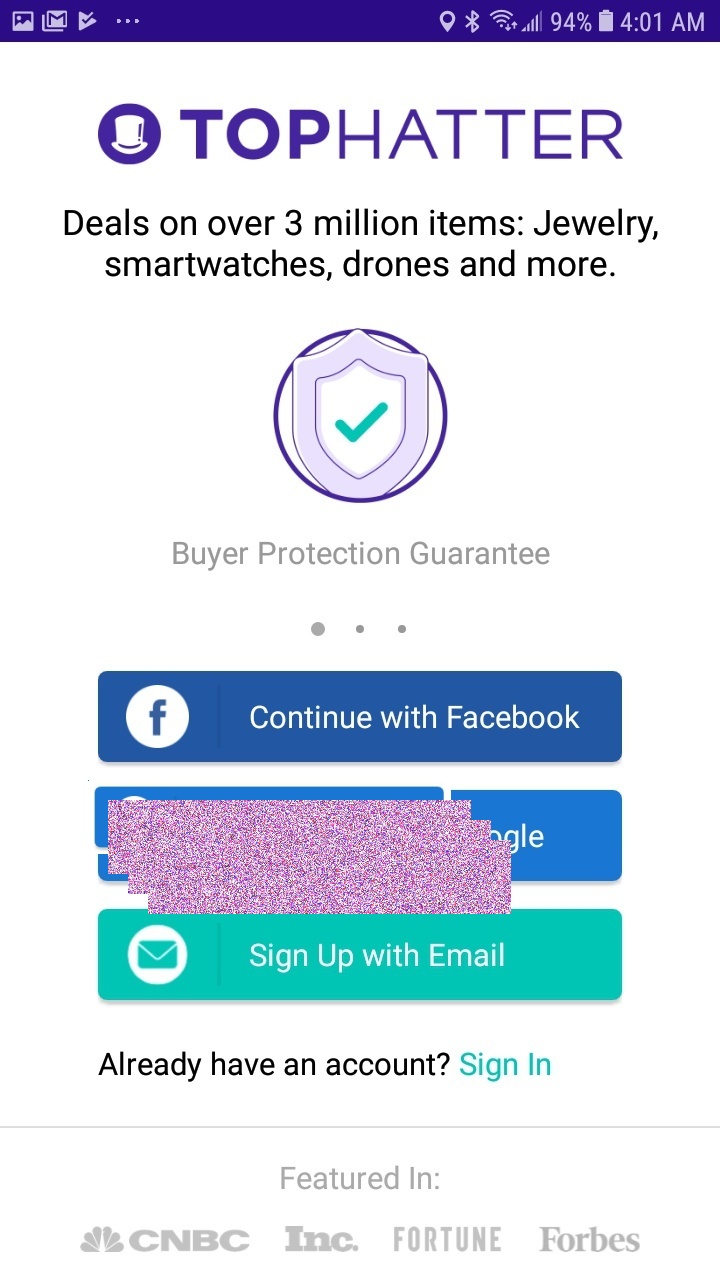 94% 4:01 AM
TOPHATTER
Deals on over 3 million items: Jewelry,
smartwatches, drones and more.
Buyer Protection Guarantee
f Continue with Facebook
Sign Up with Email
Already have an account? Sign In
Featured In:
CNBC Inc. FORTUNE Forbes